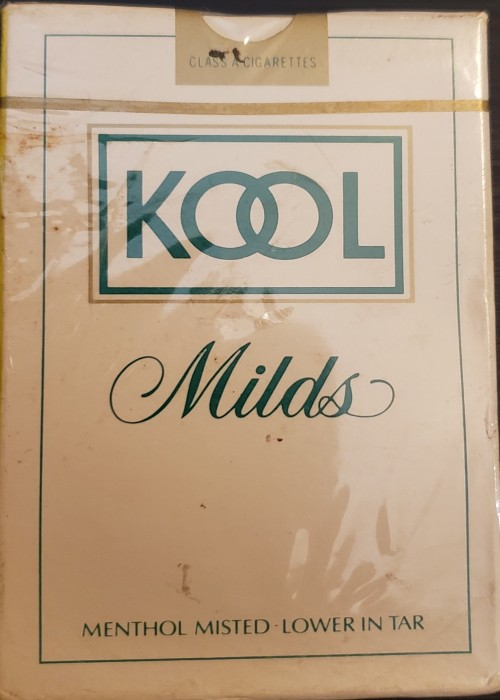 CLASS A CIGARETTES
KOOL
Milds
MENTHOL MISTED · LOWER IN TAR